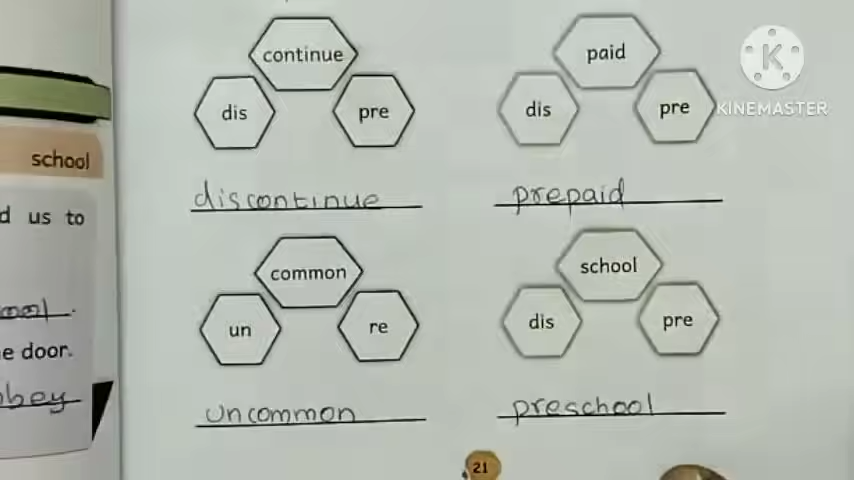 continue
dis pre
discontinue
paid
dis pre
prepaid
common
un re
uncommon
school
dis pre
preschool
21
school
d us to
ool.
e door.
bey
K
KINEMASTER